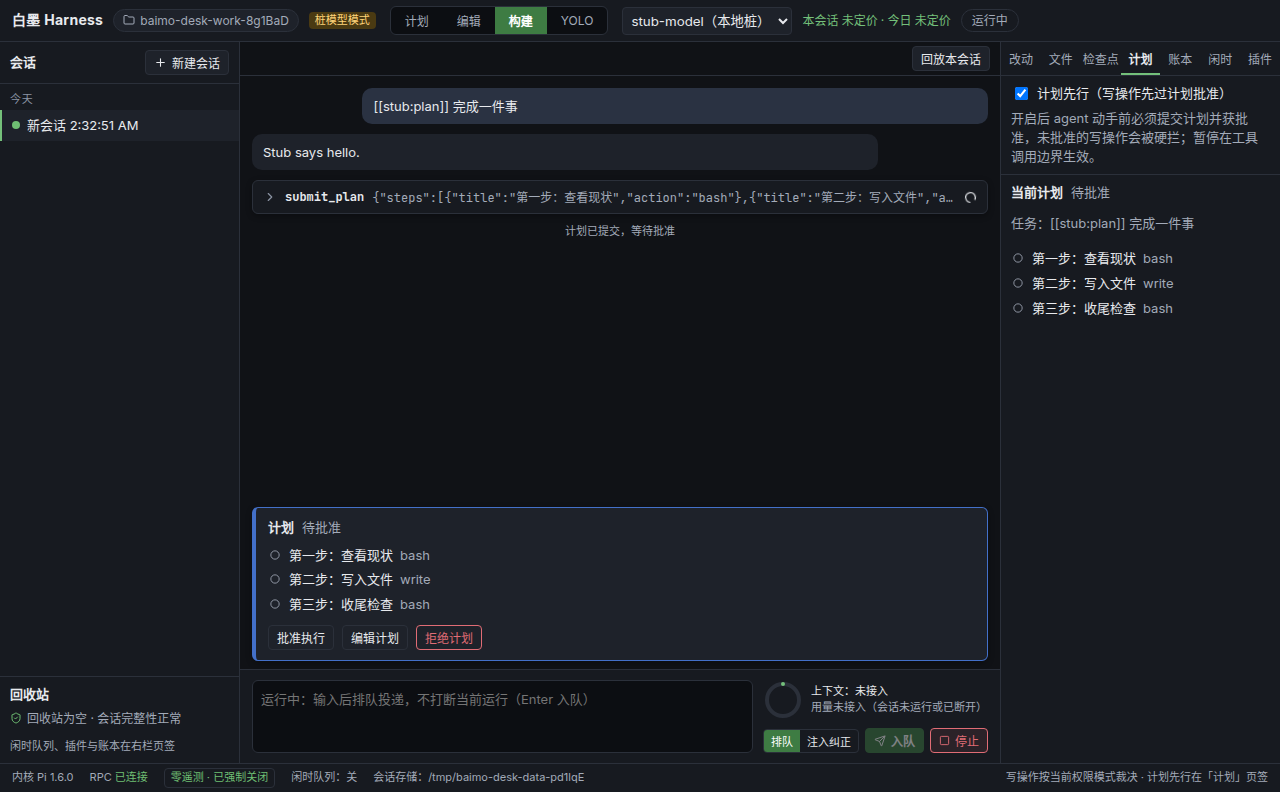 白墨 Harness
baimo-desk-work-8g1BaD
桩模型模式
计划 编辑 构建 YOLO
stub-model（本地桩）
本会话 未定价 · 今日 未定价
运行中
会话
新建会话
今天
新会话 2:32:51 AM
回收站
回收站为空 · 会话完整性正常
闲时队列、插件与账本在右栏页签
回放本会话
[[stub:plan]] 完成一件事
Stub says hello.
submit_plan {"steps":[{"title":"第一步：查看现状","action":"bash"},{"title":"第二步：写入文件","a…
计划已提交，等待批准
计划 待批准
第一步：查看现状 bash
第二步：写入文件 write
第三步：收尾检查 bash
批准执行 编辑计划 拒绝计划
运行中：输入后排队投递，不打断当前运行（Enter 入队）
上下文：未接入
用量未接入（会话未运行或已断开）
排队 注入纠正 入队 停止
改动 文件 检查点 计划 账本 闲时 插件
计划先行（写操作先过计划批准）
开启后 agent 动手前必须提交计划并获批
准，未批准的写操作会被硬拦；暂停在工具
调用边界生效。
当前计划 待批准
任务：[[stub:plan]] 完成一件事
第一步：查看现状 bash
第二步：写入文件 write
第三步：收尾检查 bash
内核 Pi 1.6.0 RPC 已连接 零遥测 · 已强制关闭 闲时队列：关 会话存储：/tmp/baimo-desk-data-pd1IqE
写操作按当前权限模式裁决 · 计划先行在「计划」页签